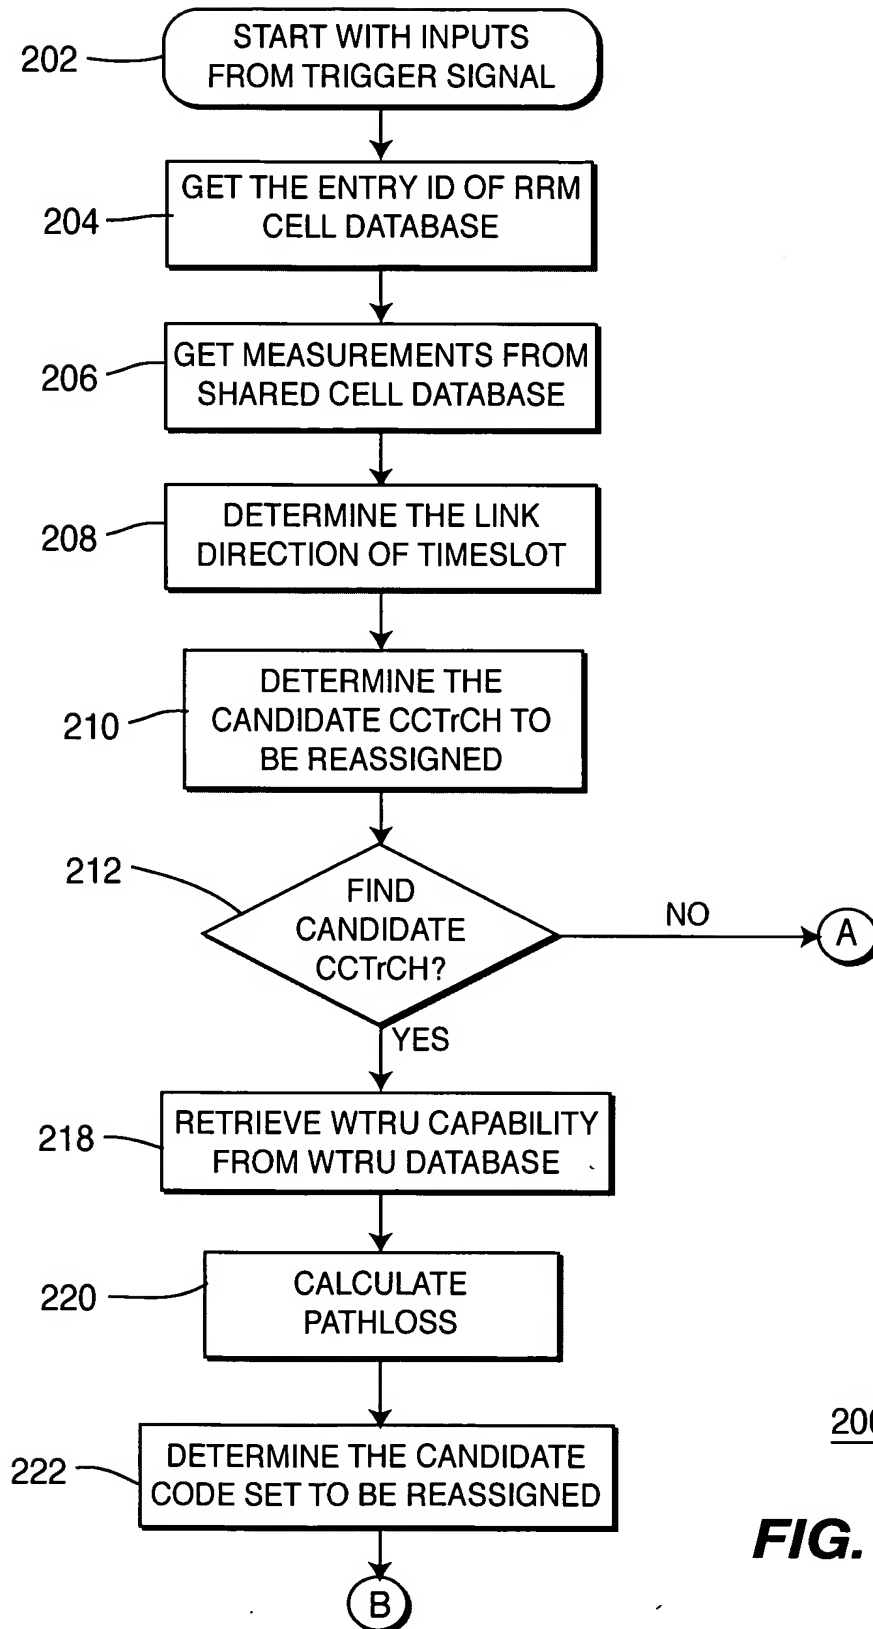 202
START WITH INPUTS
FROM TRIGGER SIGNAL
204
GET THE ENTRY ID OF RRM
CELL DATABASE
206
GET MEASUREMENTS FROM
SHARED CELL DATABASE
208
DETERMINE THE LINK
DIRECTION OF TIMESLOT
210
DETERMINE THE
CANDIDATE CCTrCH TO
BE REASSIGNED
212
FIND
CANDIDATE
CCTrCH?
NO
A
YES
218
RETRIEVE WTRU CAPABILITY
FROM WTRU DATABASE
220
CALCULATE
PATHLOSS
222
DETERMINE THE CANDIDATE
CODE SET TO BE REASSIGNED
B
FIG.